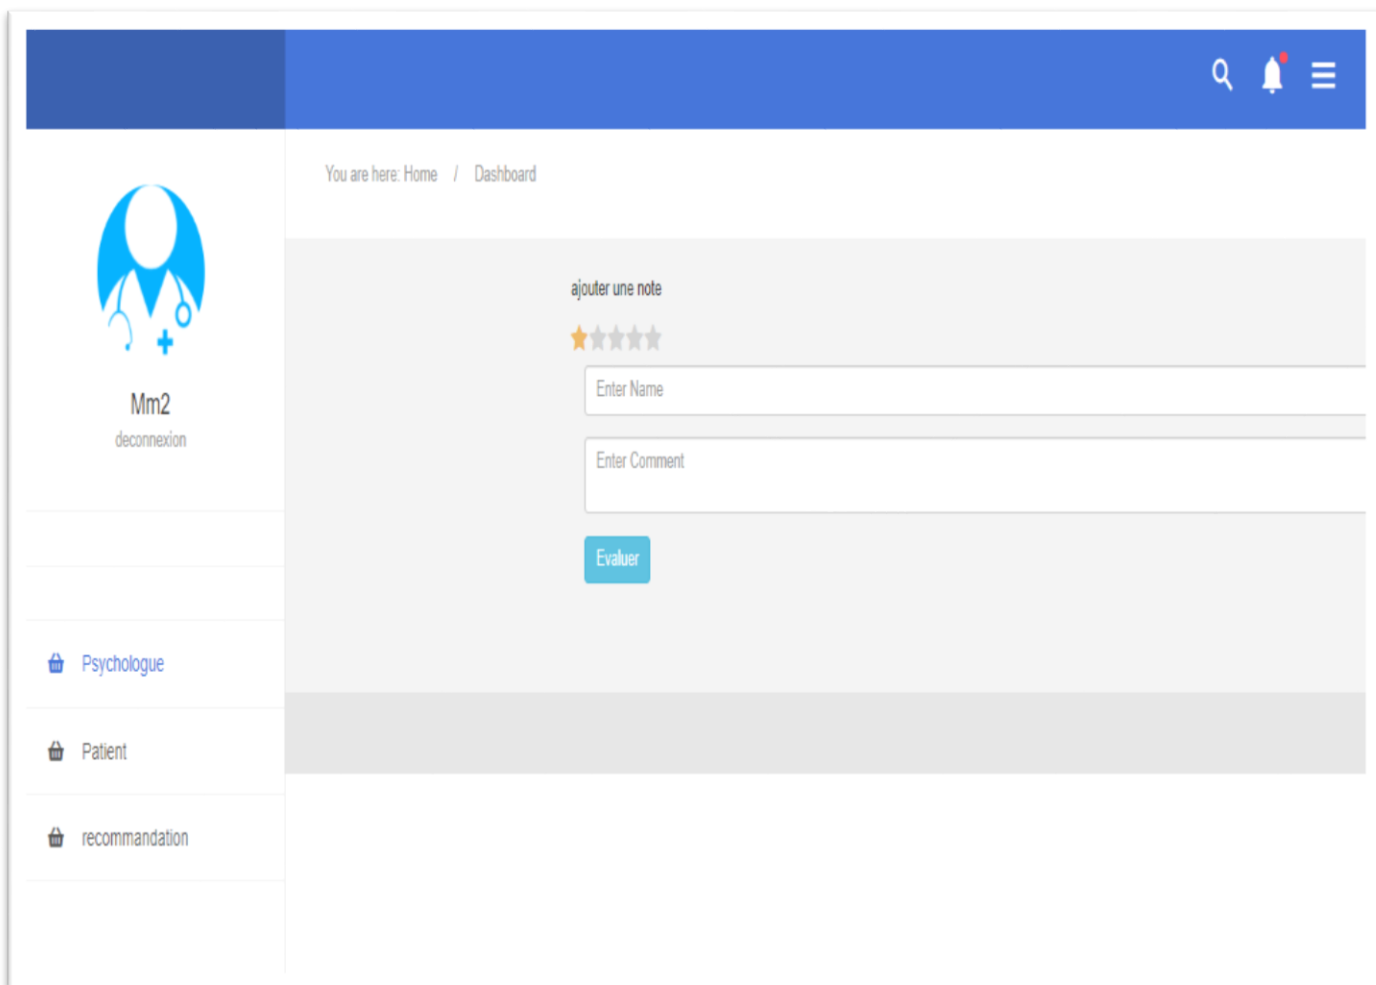 You are here: Home / Dashboard
Mm2
deconnexion
Psychologue
Patient
recommandation
ajouter une note
Enter Name
Enter Comment
Evaluer